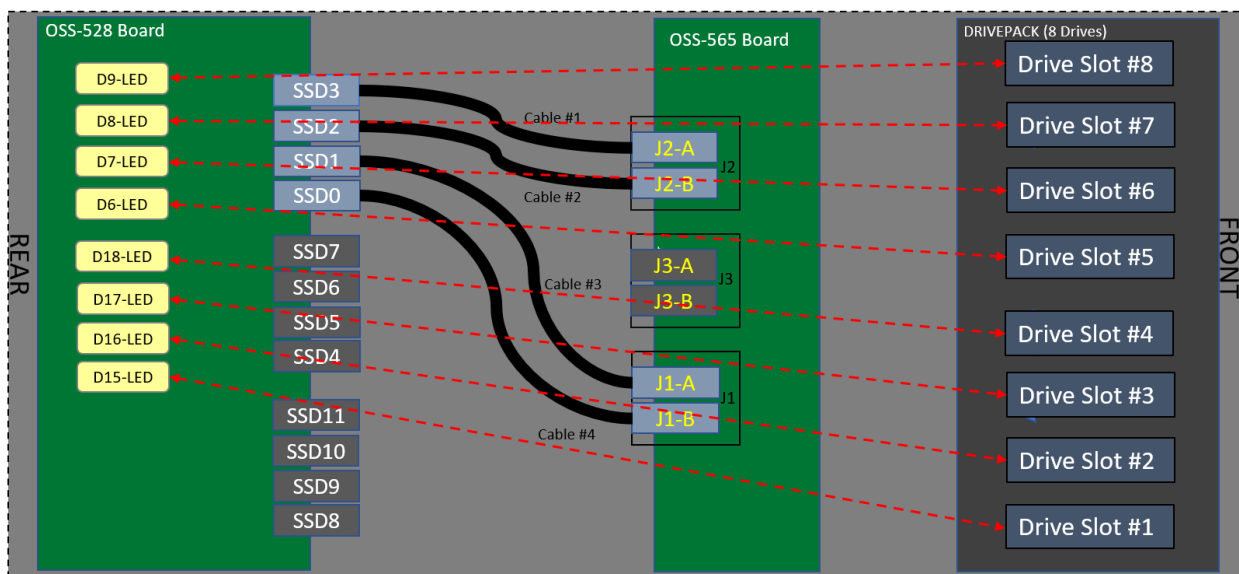 OSS-528 Board
OSS-565 Board
DRIVEPACK (8 Drives)
D9-LED
D8-LED
D7-LED
D6-LED
D18-LED
D17-LED
D16-LED
D15-LED
SSD3
SSD2
SSD1
SSD0
SSD7
SSD6
SSD5
SSD4
SSD11
SSD10
SSD9
SSD8
Cable #1
Cable #2
Cable #3
Cable #4
J2-A
J2-B
J2
J3-A
J3-B
J3
J1-A
J1-B
J1
Drive Slot #8
Drive Slot #7
Drive Slot #6
Drive Slot #5
Drive Slot #4
Drive Slot #3
Drive Slot #2
Drive Slot #1
REAR
FRONT